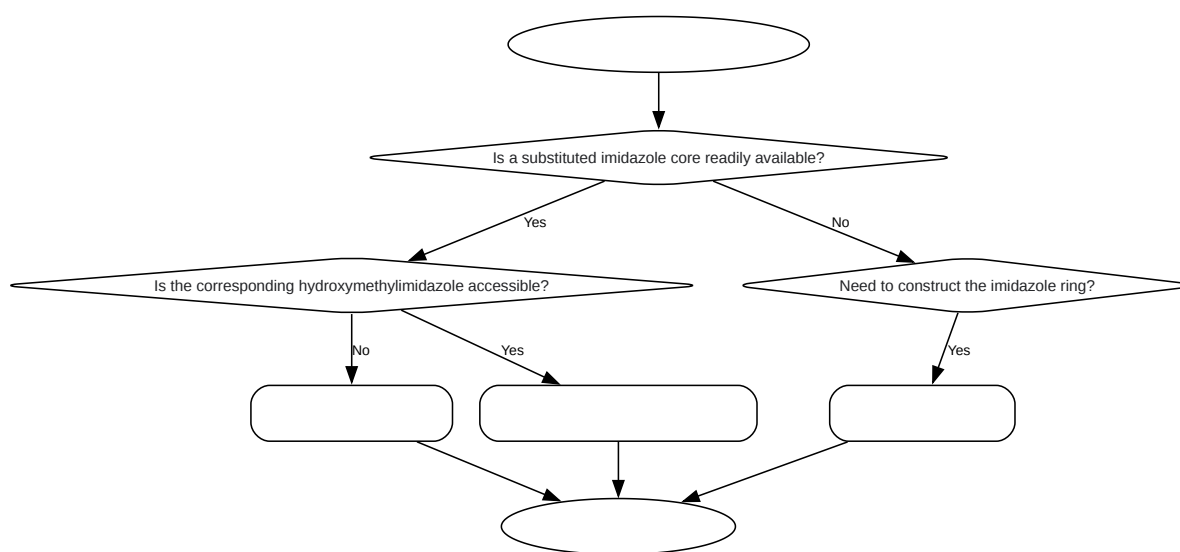 Is a substituted imidazole core readily available?
Yes
No
Is the corresponding hydroxymethylimidazole accessible?
Need to construct the imidazole ring?
No
Yes
Yes